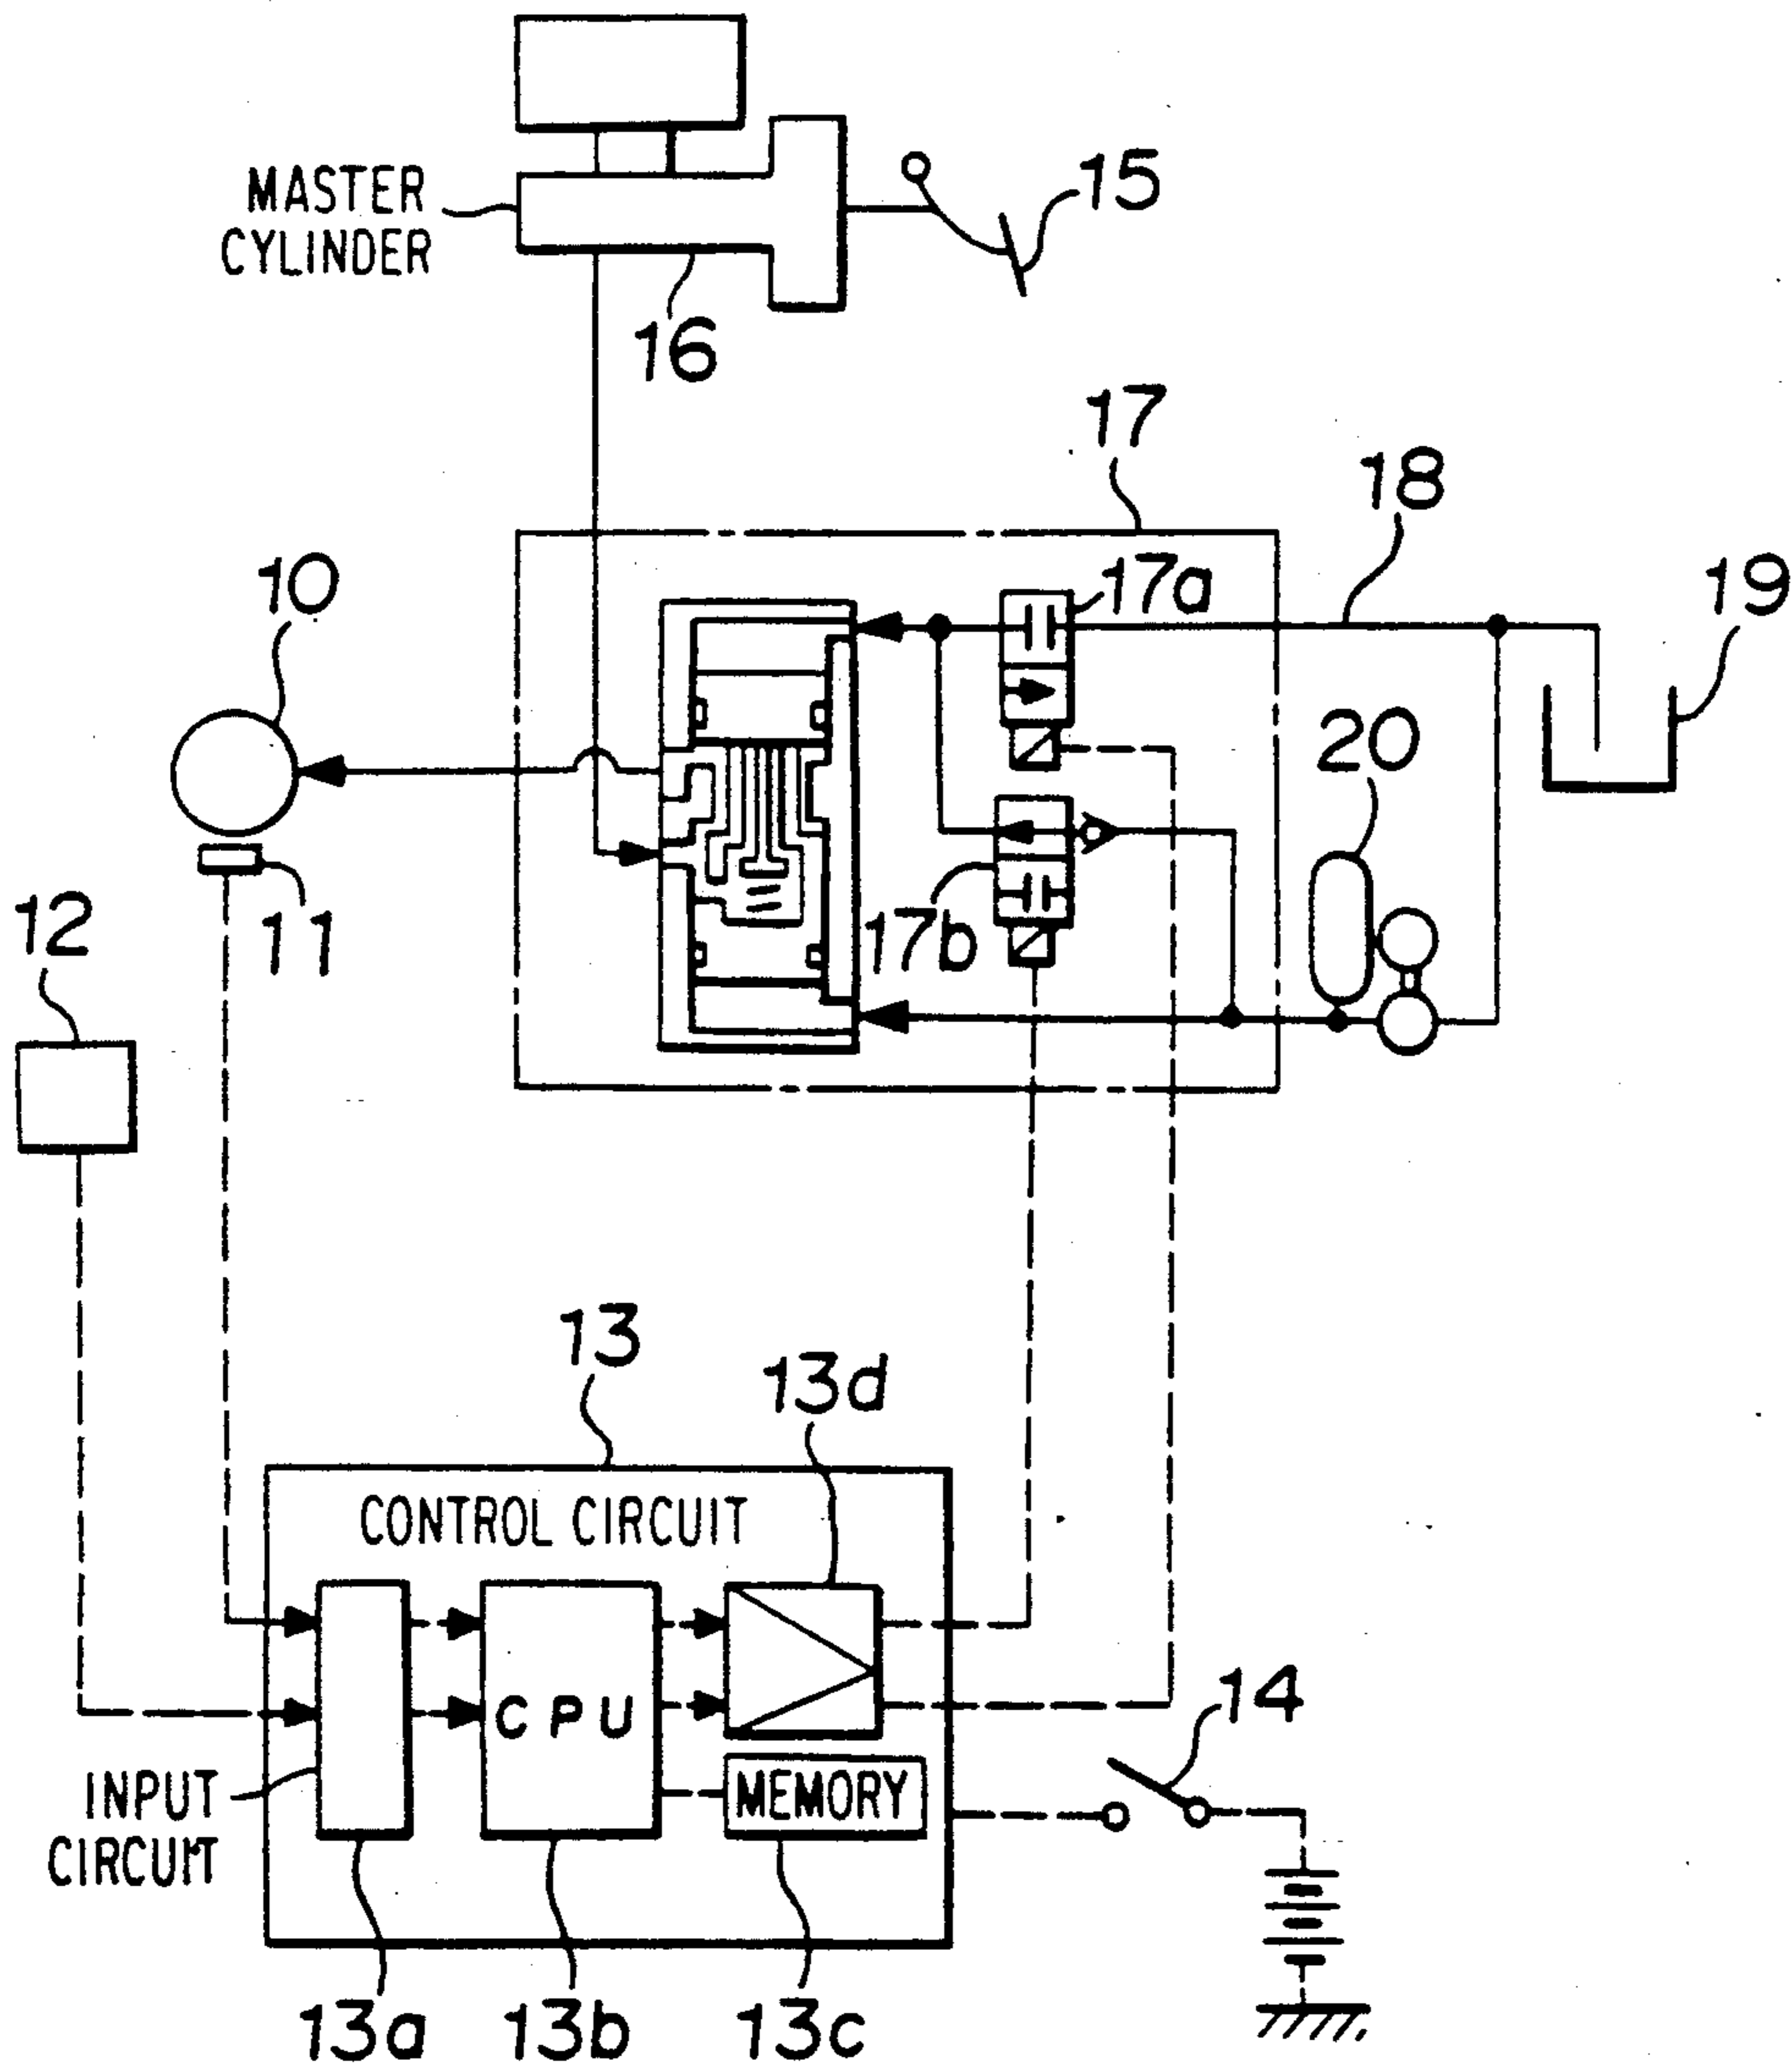 MASTER
CYLINDER
15
16
17
18
10
17a
19
20
12
11
17b
13
13d
CONTROL CIRCUIT
14
CPU
INPUT
CIRCUIT
MEMORY
13a
13b
13c